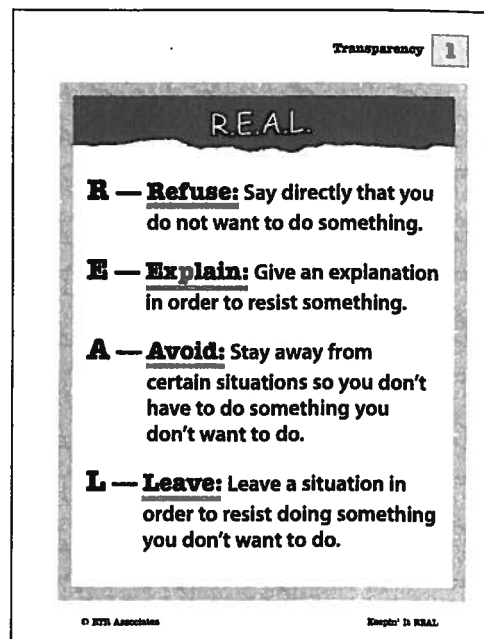 Transparency 1
R.E.A.L.
R — Refuse: Say directly that you
do not want to do something.
E — Explain: Give an explanation
in order to resist something.
A — Avoid: Stay away from
certain situations so you don't
have to do something you
don't want to do.
L — Leave: Leave a situation in
order to resist doing something
you don't want to do.
© ETR Associates Keepin' It REAL